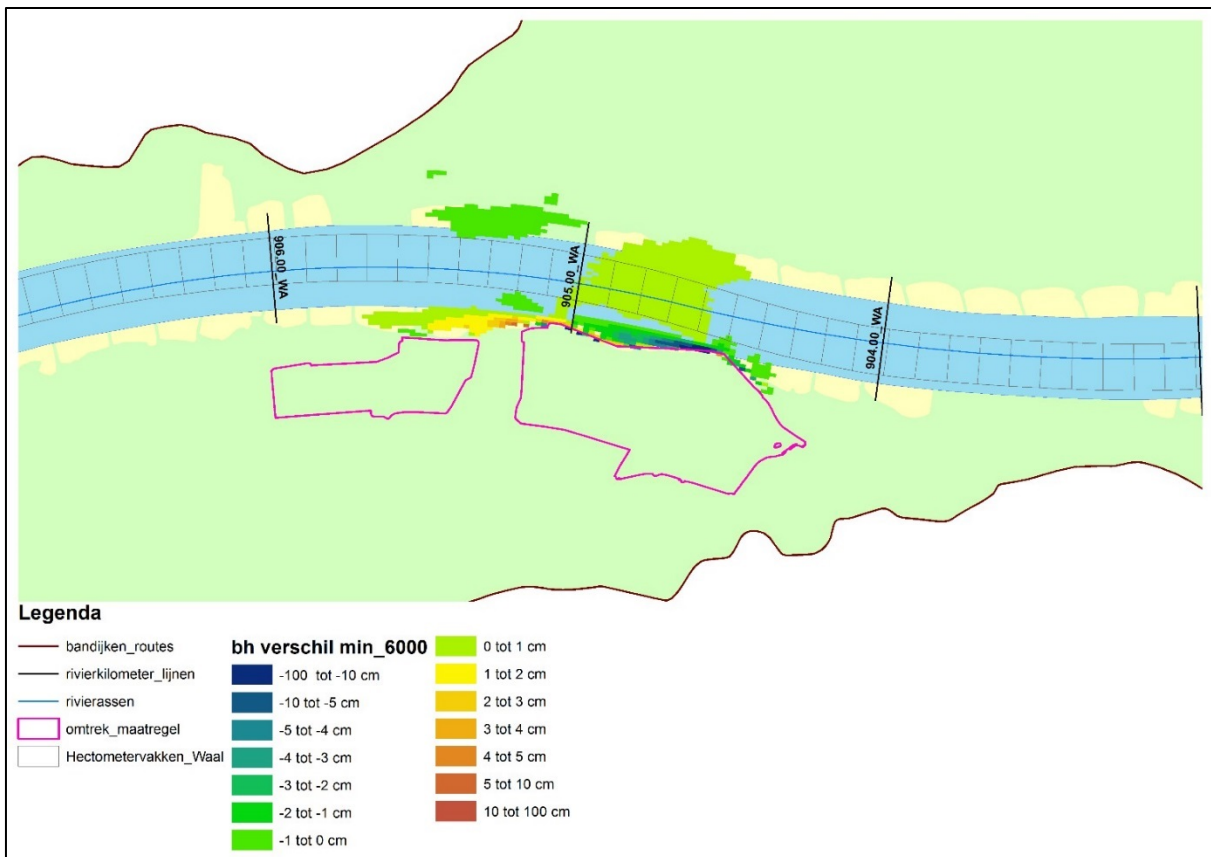 906.00_WA
905.00_WA
904.00_WA
Legenda
bandijken_routes
rivierkilometer_lijnen
rivierassen
omtrek_maatregel
Hectometervakken_Waal
bh verschil min_6000
-100 tot -10 cm
-10 tot -5 cm
-5 tot -4 cm
-4 tot -3 cm
-3 tot -2 cm
-2 tot -1 cm
-1 tot 0 cm
0 tot 1 cm
1 tot 2 cm
2 tot 3 cm
3 tot 4 cm
4 tot 5 cm
5 tot 10 cm
10 tot 100 cm